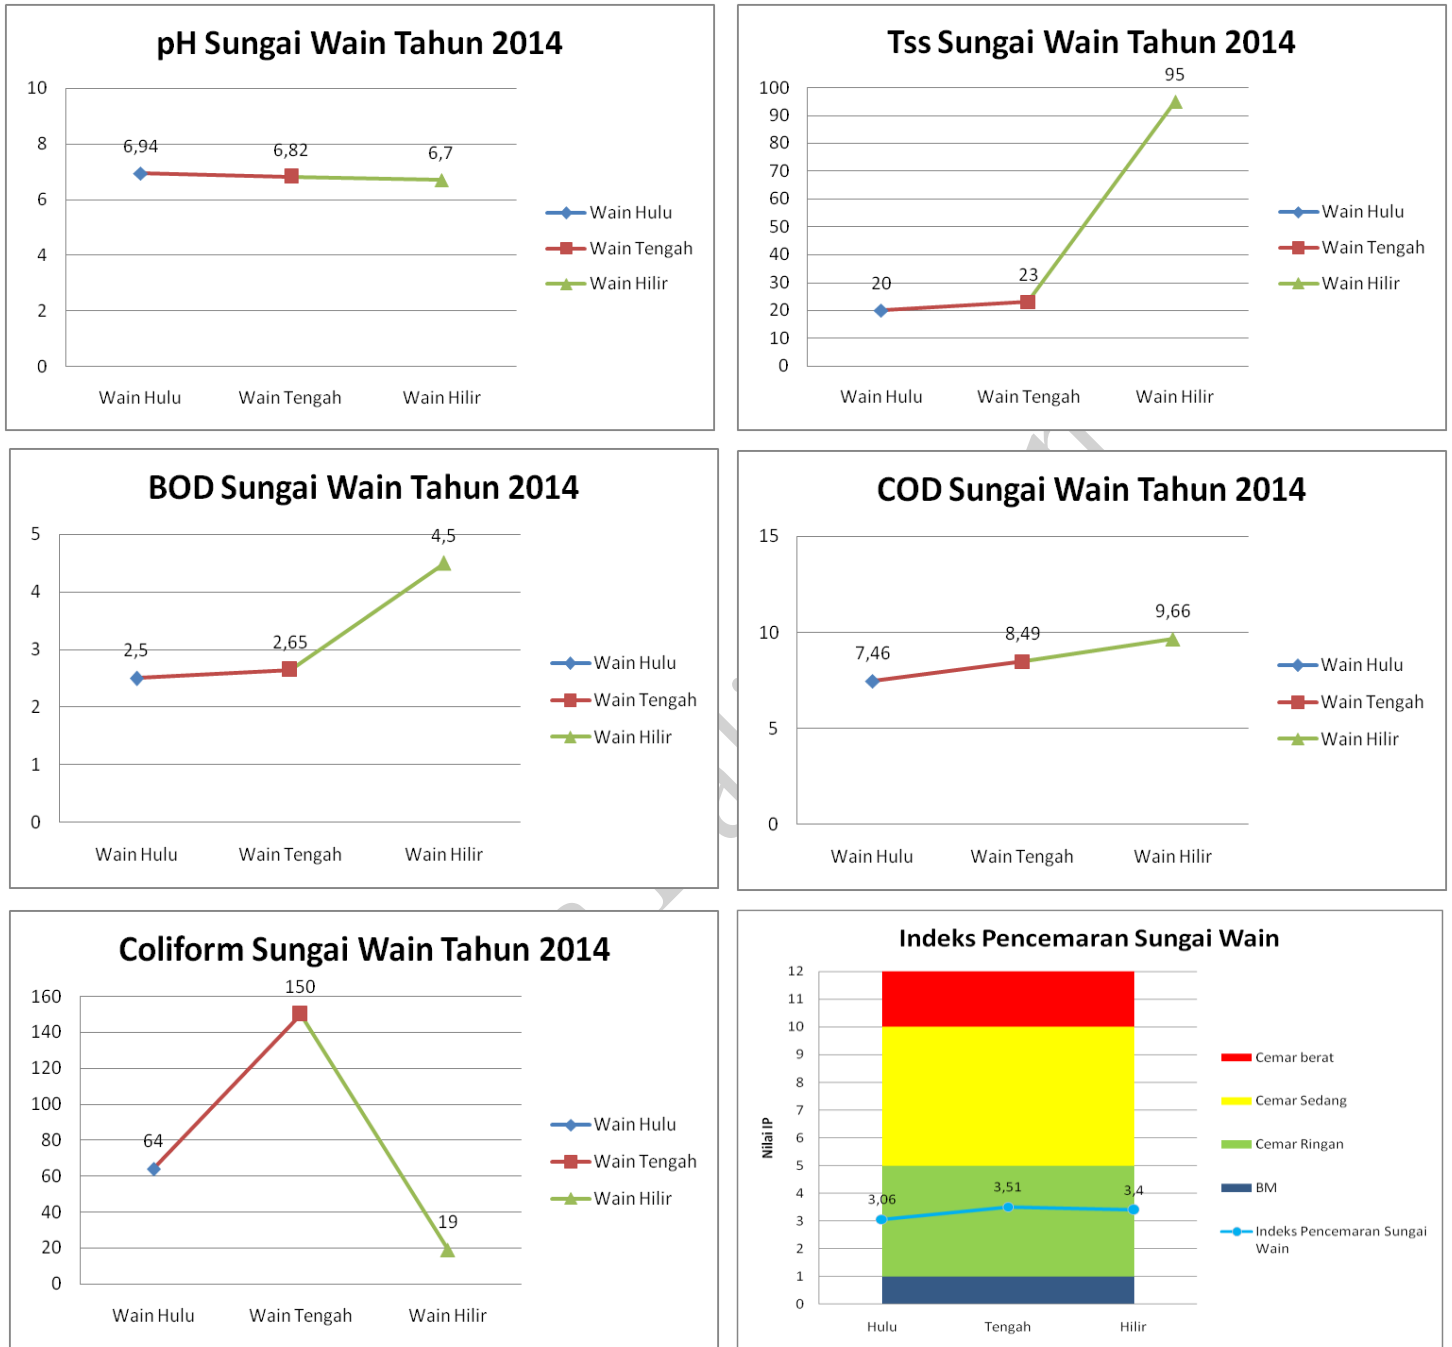 pH Sungai Wain Tahun 2014
10
8
6
4
2
0
6,94
6,82
6,7
Wain Hulu
Wain Tengah
Wain Hilir
Wain Hulu
Wain Tengah
Wain Hilir
Tss Sungai Wain Tahun 2014
100
90
80
70
60
50
40
30
20
10
0
20
23
95
Wain Hulu
Wain Tengah
Wain Hilir
Wain Hulu
Wain Tengah
Wain Hilir
BOD Sungai Wain Tahun 2014
5
4
3
2
1
0
2,5
2,65
4,5
Wain Hulu
Wain Tengah
Wain Hilir
Wain Hulu
Wain Tengah
Wain Hilir
COD Sungai Wain Tahun 2014
15
10
5
0
7,46
8,49
9,66
Wain Hulu
Wain Tengah
Wain Hilir
Wain Hulu
Wain Tengah
Wain Hilir
Coliform Sungai Wain Tahun 2014
160
140
120
100
80
60
40
20
0
64
150
19
Wain Hulu
Wain Tengah
Wain Hilir
Wain Hulu
Wain Tengah
Wain Hilir
Indeks Pencemaran Sungai Wain
Nilai IP
12
11
10
9
8
7
6
5
4
3
2
1
0
3,06
3,51
3,4
Hulu
Tengah
Hilir
Cemar berat
Cemar Sedang
Cemar Ringan
BM
Indeks Pencemaran Sungai
Wain